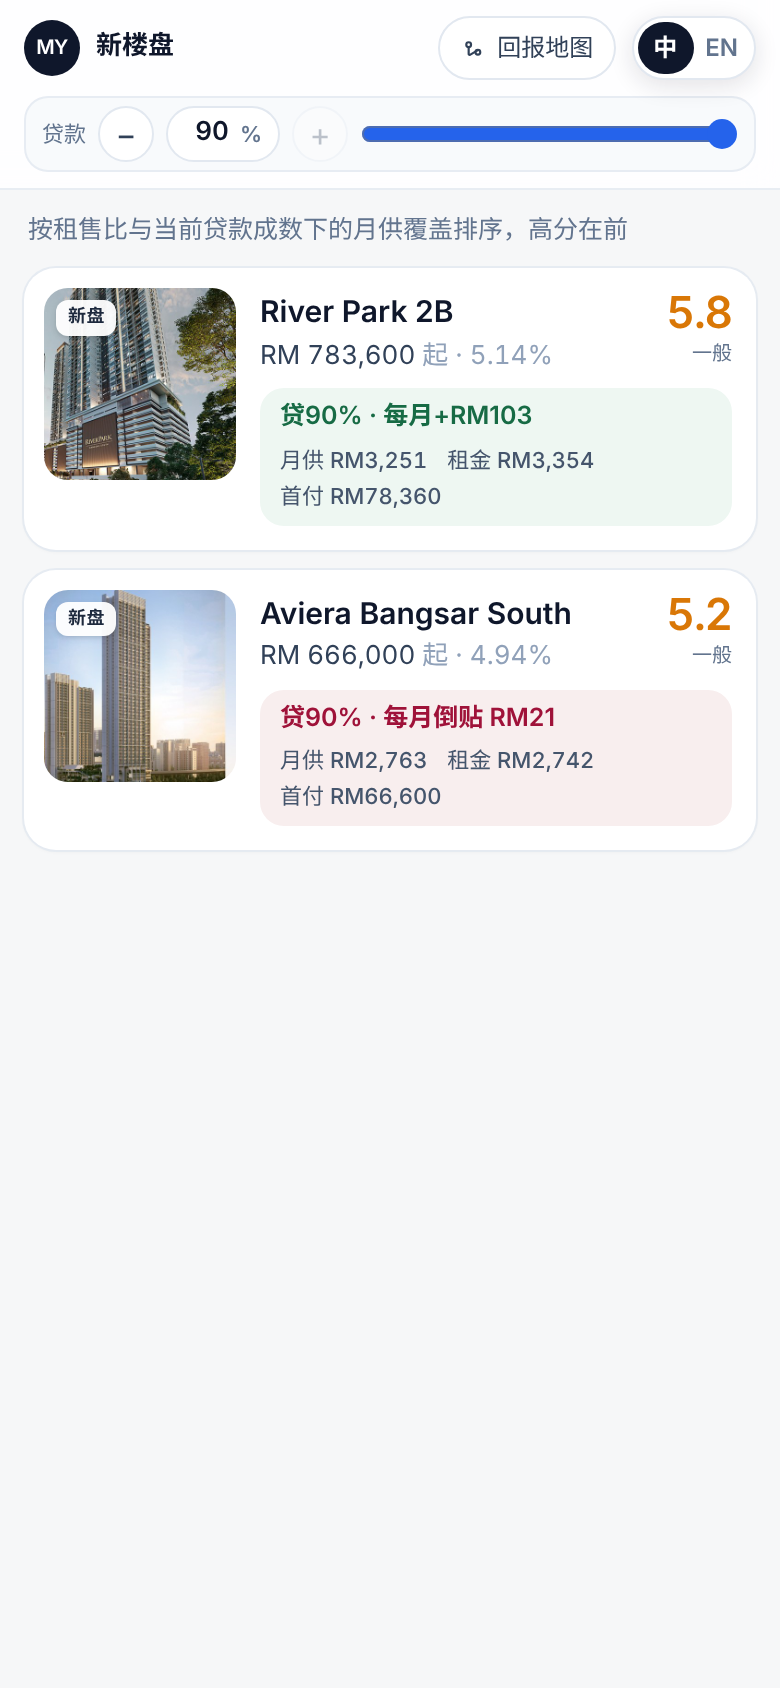 MY 新楼盘 回报地图 中 EN
贷款 − 90 % +
按租售比与当前贷款成数下的月供覆盖排序，高分在前
新盘
RIVER PARK
River Park 2B
5.8
RM 783,600 起 · 5.14%
一般
贷90% · 每月+RM103
月供 RM3,251 租金 RM3,354
首付 RM78,360
新盘
Aviera Bangsar South
5.2
RM 666,000 起 · 4.94%
一般
贷90% · 每月倒贴 RM21
月供 RM2,763 租金 RM2,742
首付 RM66,600